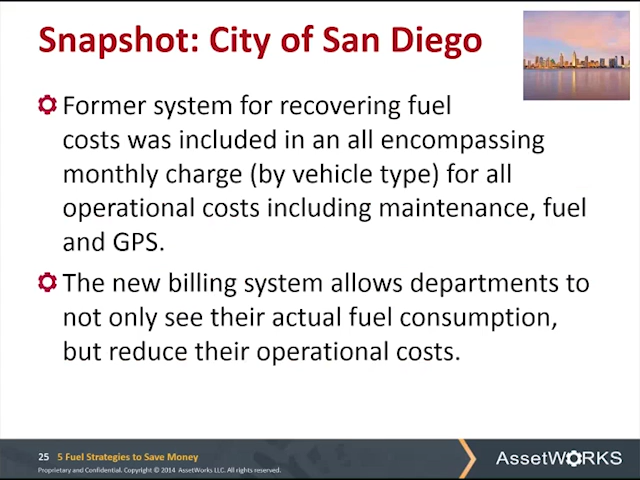 Snapshot: City of San Diego
Former system for recovering fuel
costs was included in an all encompassing
monthly charge (by vehicle type) for all
operational costs including maintenance, fuel
and GPS.
The new billing system allows departments to
not only see their actual fuel consumption,
but reduce their operational costs.
25 5 Fuel Strategies to Save Money
Proprietary and Confidential. Copyright © 2014 AssetWorks LLC. All rights reserved.
AssetWORKS